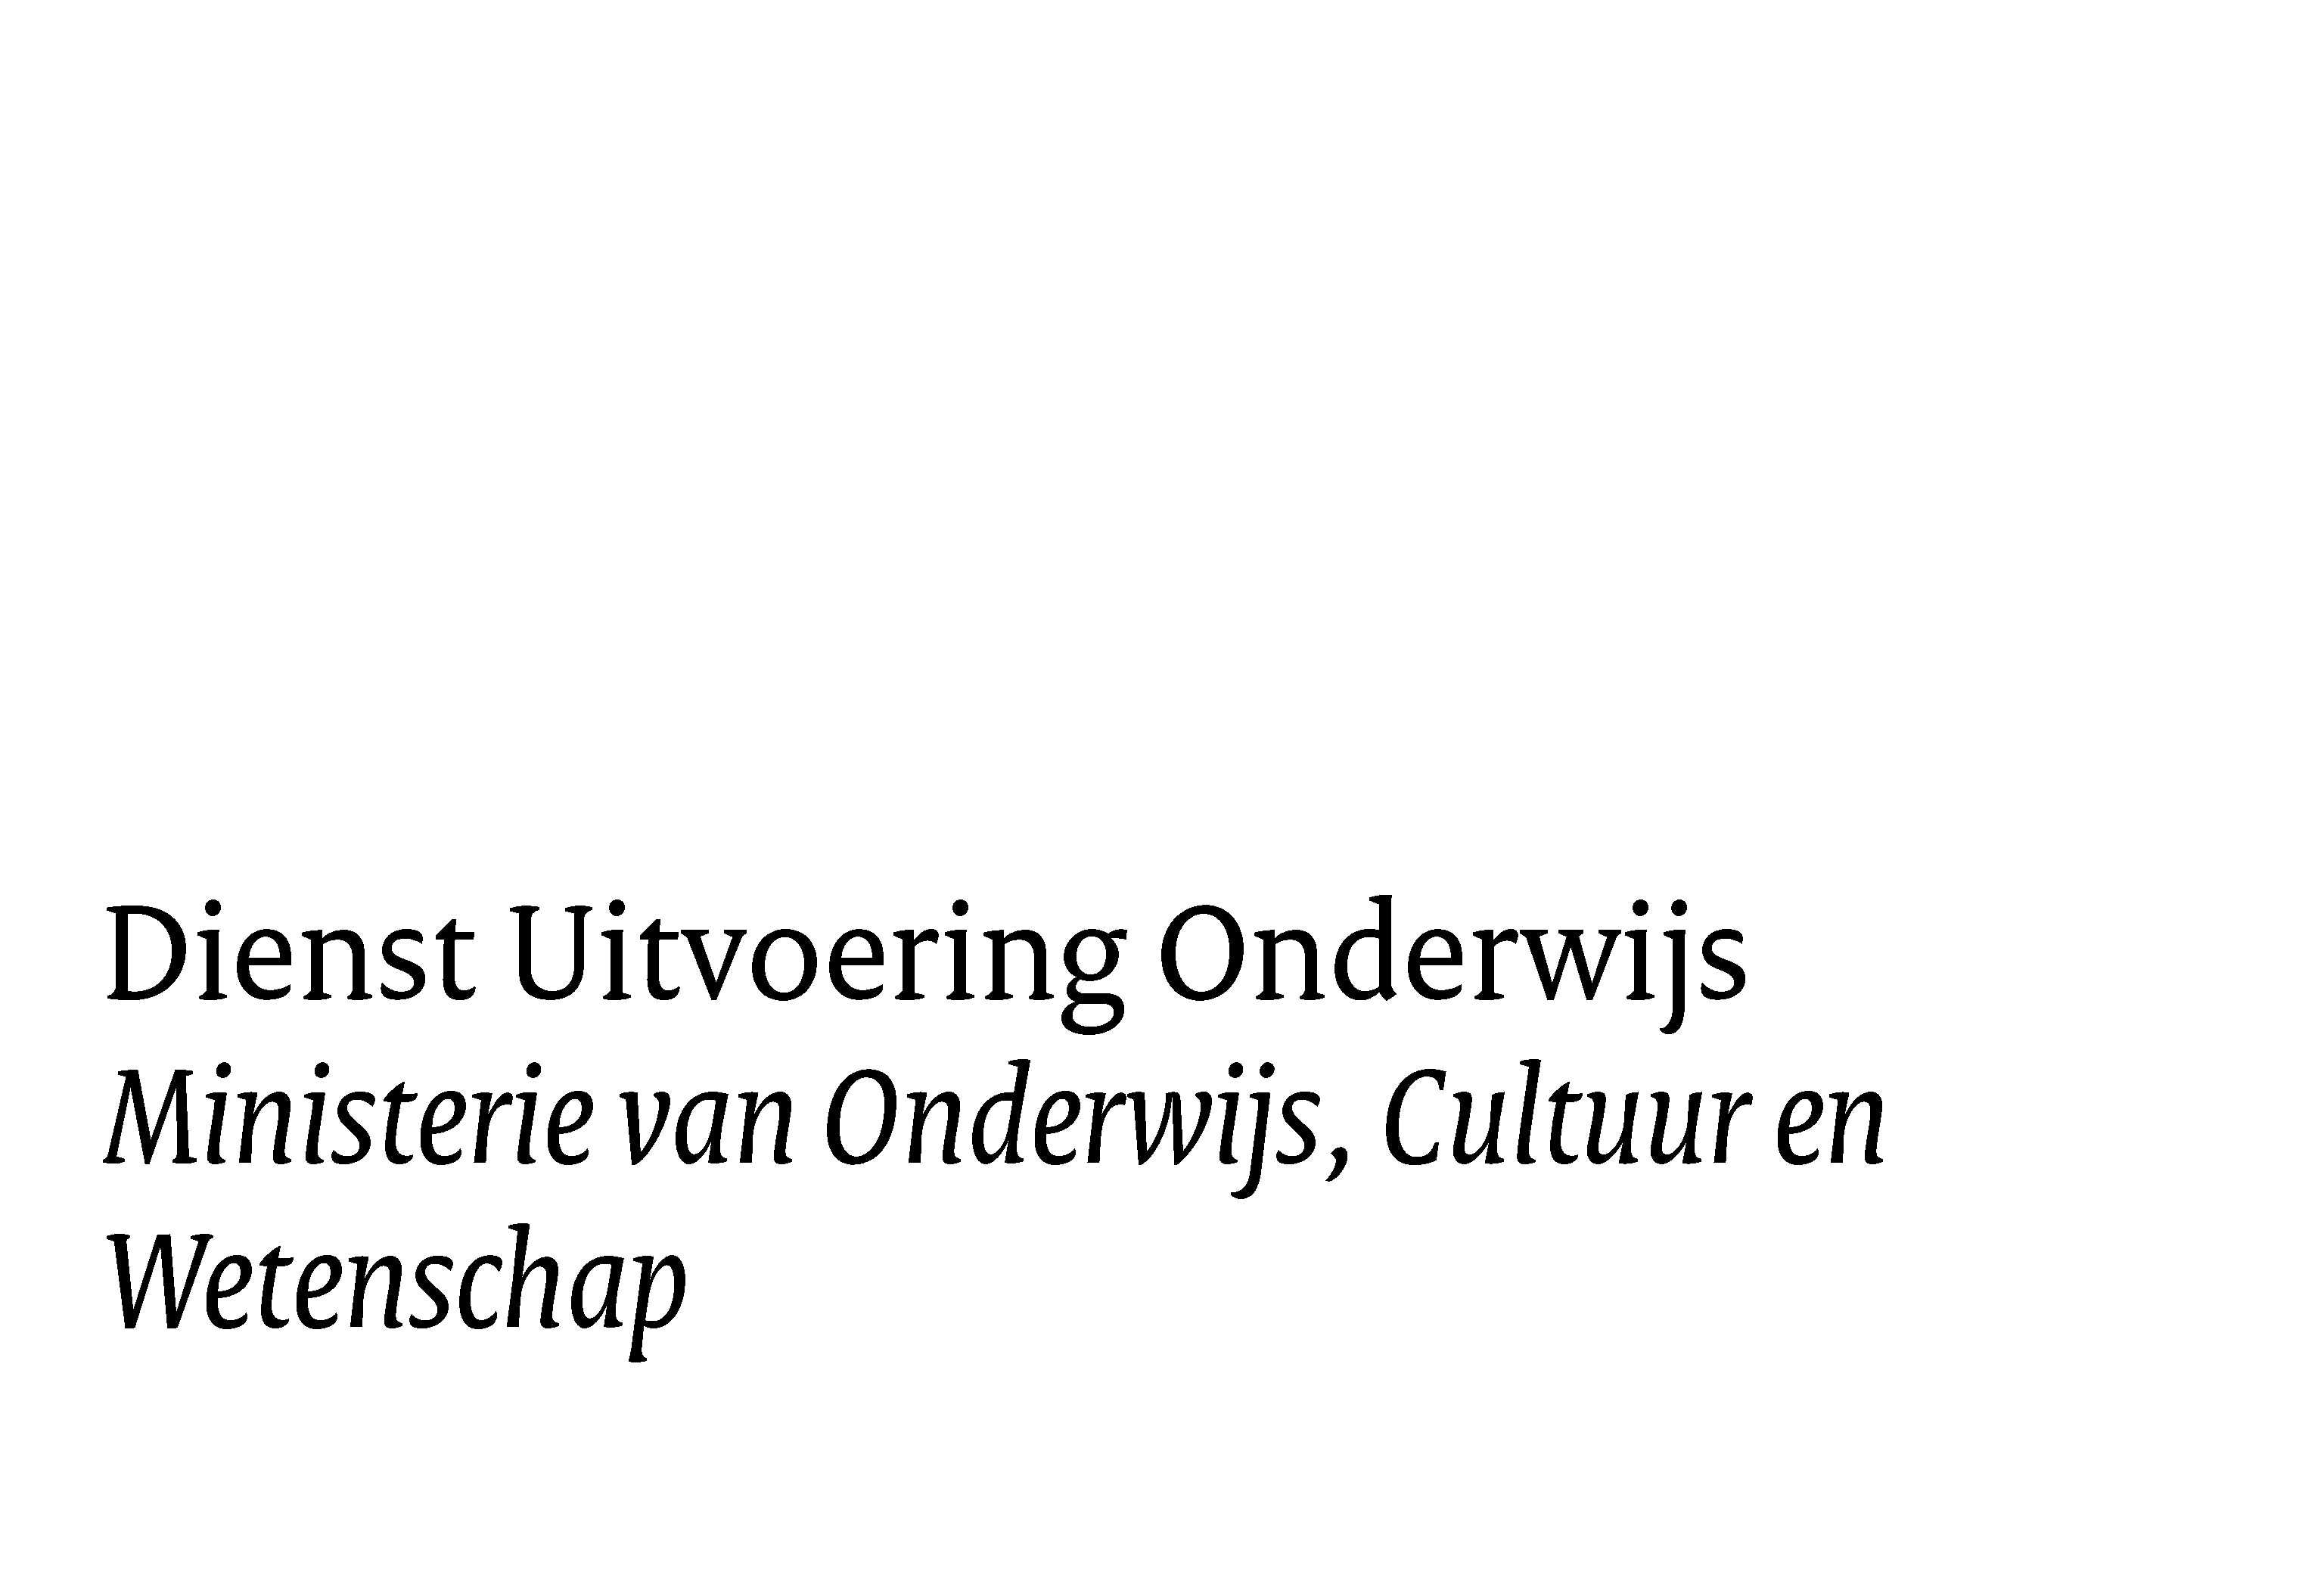 Dienst Uitvoering Onderwijs
Ministerie van Onderwijs, Cultuur en
Wetenschap